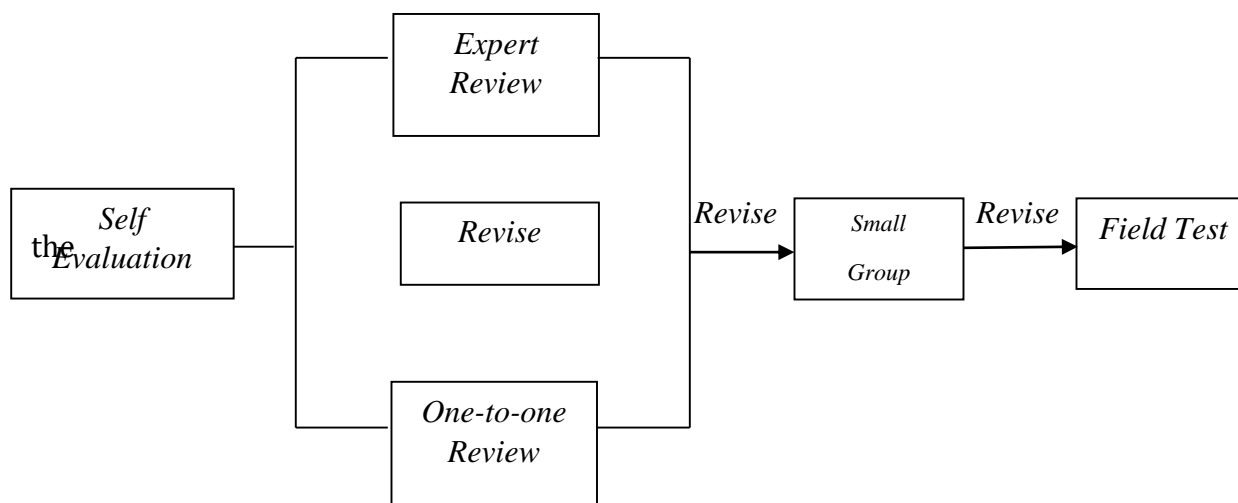 Expert
Review
Self
the
Evaluation
Revise
One-to-one
Review
Revise
Small
Group
Revise
Field Test